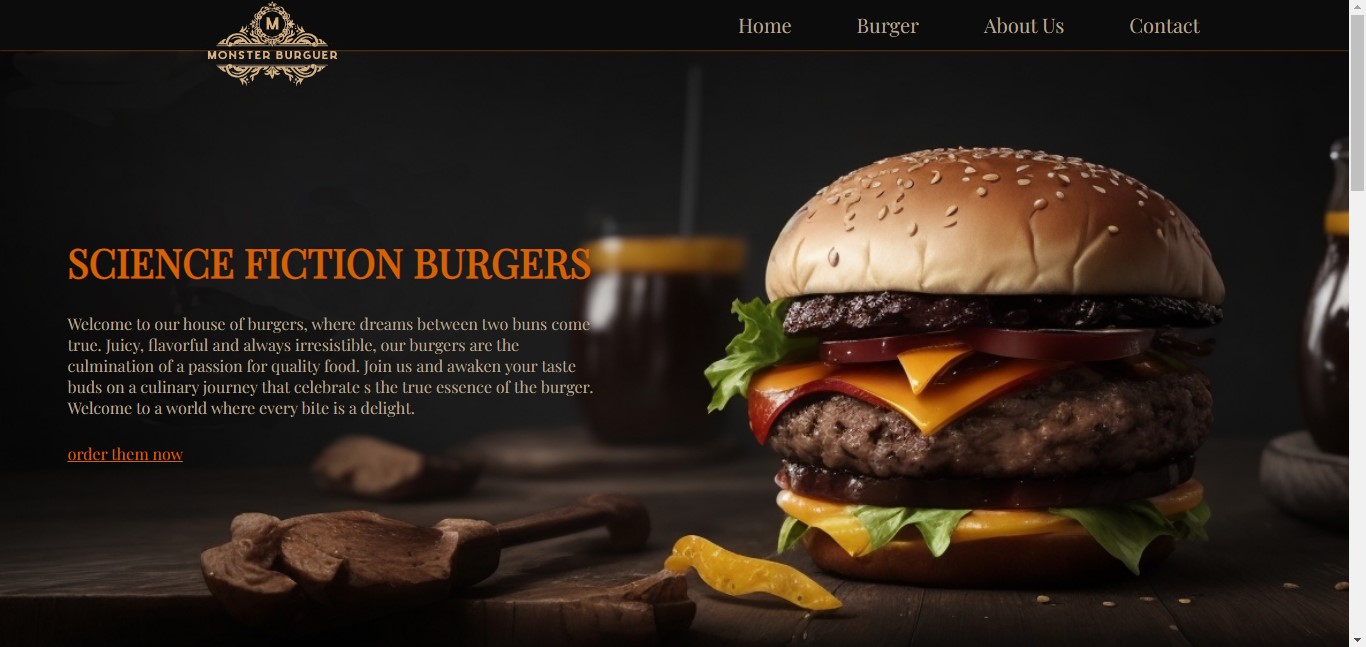 M
MONSTER BURGUER
Home Burger About Us Contact
SCIENCE FICTION BURGERS
Welcome to our house of burgers, where dreams between two buns come
true. Juicy, flavorful and always irresistible, our burgers are the
culmination of a passion for quality food. Join us and awaken your taste
buds on a culinary journey that celebrate s the true essence of the burger.
Welcome to a world where every bite is a delight.
order them now